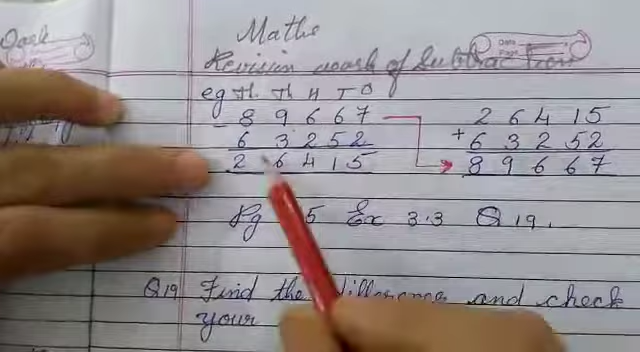 Maths
Revision work of Subtraction
eg T.Th Th H T O
8 9 6 6 7
- 6 3 2 5 2
2 6 4 1 5
2 6 4 1 5
+ 6 3 2 5 2
8 9 6 6 7
Pg 5 Ex 3.3 Q 19.
Q19 Find the difference and check
your